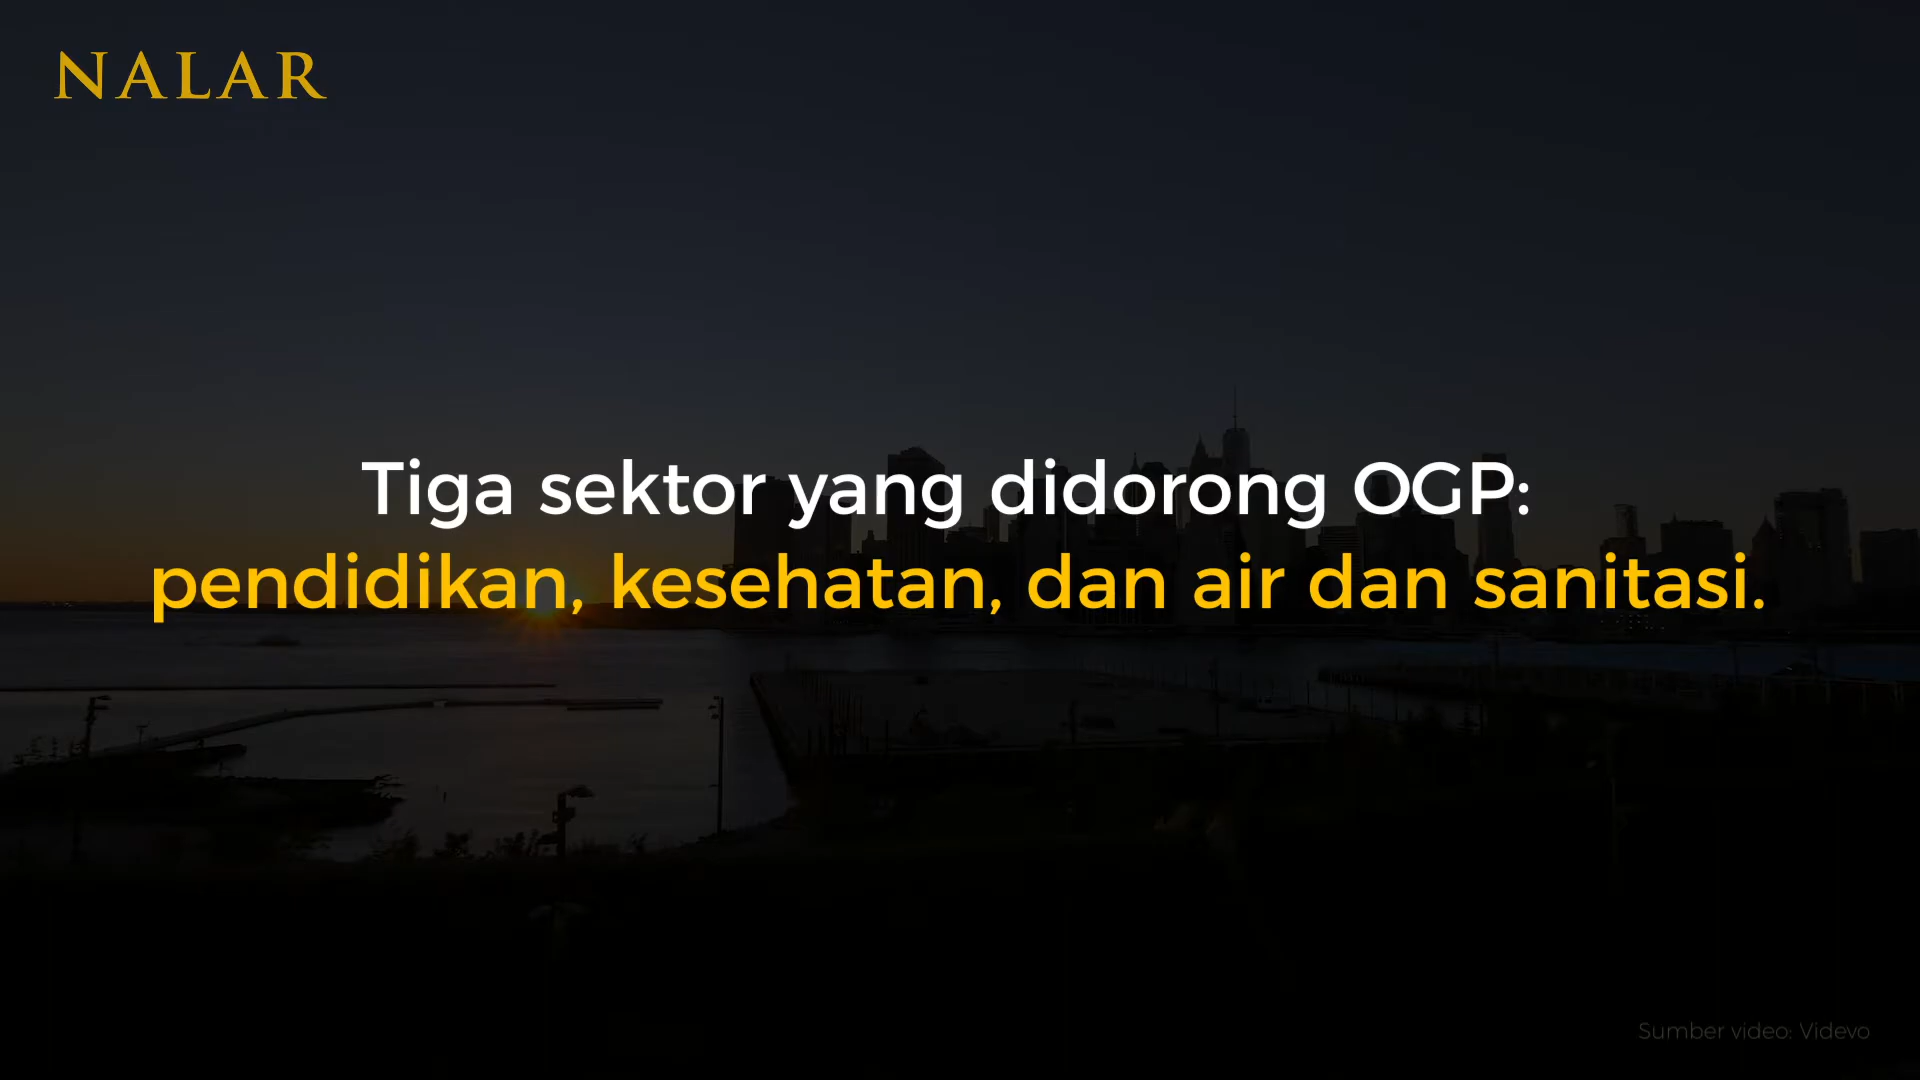 NALAR
Tiga sektor yang didorong OGP:
pendidikan, kesehatan, dan air dan sanitasi.
Sumber video: Videvo